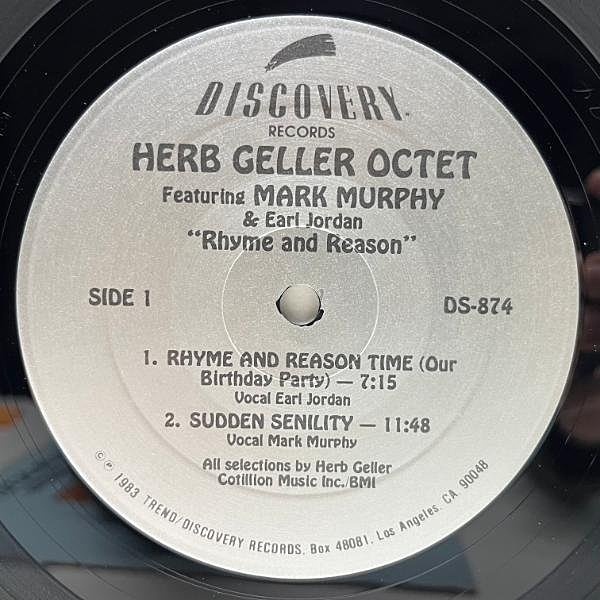 DISCOVERY.
RECORDS
HERB GELLER OCTET
Featuring MARK MURPHY
& Earl Jordan
"Rhyme and Reason"
SIDE 1
DS-874
1. RHYME AND REASON TIME (Our
Birthday Party) — 7:15
Vocal Earl Jordan
2. SUDDEN SENILITY — 11:48
Vocal Mark Murphy
All selections by Herb Geller
Cotillion Music Inc./BMI
© ℗ 1983 TREND/DISCOVERY RECORDS, Box 48081, Los Angeles, CA. 90048